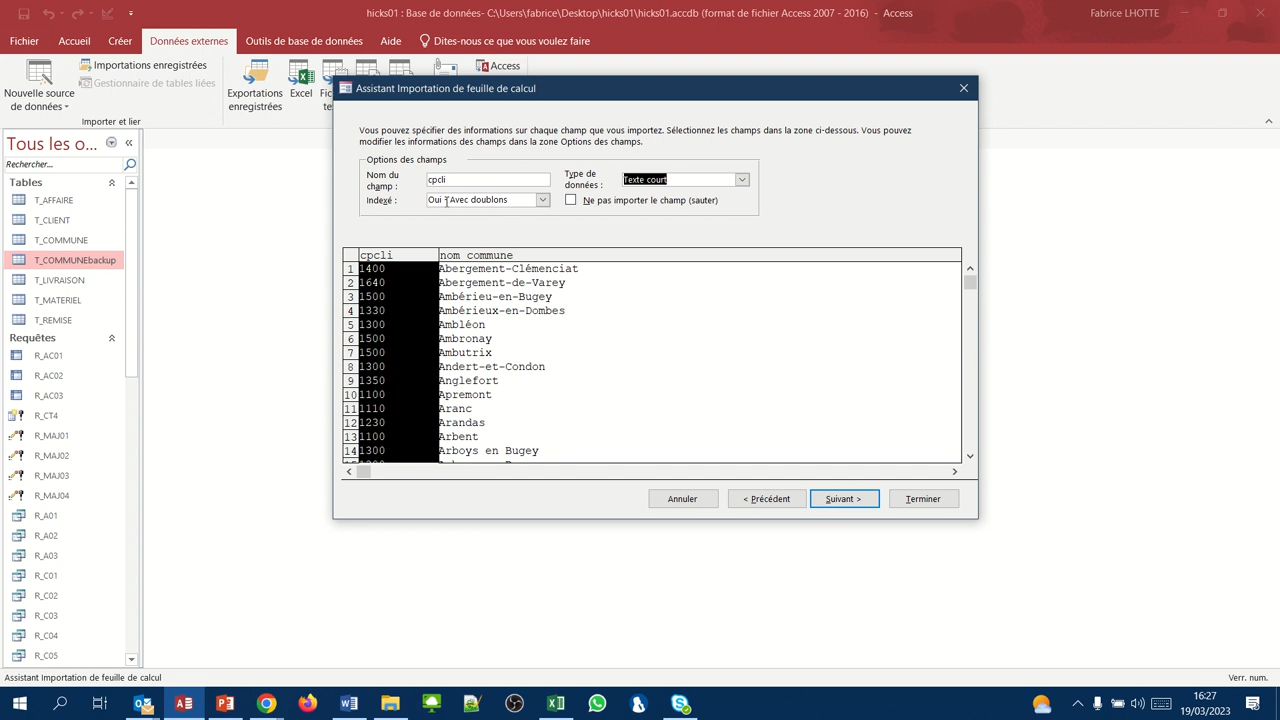 hicks01 : Base de données- C:\Users\fabrice\Desktop\hicks01\hicks01.accdb (format de fichier Access 2007 - 2016) - Access
Fabrice LHOTTE
Fichier Accueil Créer Données externes Outils de base de données Aide Dites-nous ce que vous voulez faire
Nouvelle source
de données
Importations enregistrées
Gestionnaire de tables liées
Importer et lier
Exportations
enregistrées
Excel
Access
Tous les o... «
Rechercher...
Tables
T_AFFAIRE
T_CLIENT
T_COMMUNE
T_COMMUNEbackup
T_LIVRAISON
T_MATERIEL
T_REMISE
Requêtes
R_AC01
R_AC02
R_AC03
R_CT4
R_MAJ01
R_MAJ02
R_MAJ03
R_MAJ04
R_A01
R_A02
R_A03
R_C01
R_C02
R_C03
R_C04
R_C05
Assistant Importation de feuille de calcul
Vous pouvez spécifier des informations sur chaque champ que vous importez. Sélectionnez les champs dans la zone ci-dessous. Vous pouvez
modifier les informations des champs dans la zone Options des champs.
Options des champs
Nom du
champ :
cpcli
Type de
données :
Texte court
Indexé :
Oui - Avec doublons
Ne pas importer le champ (sauter)
cpcli nom commune
1 1400 Abergement-Clémenciat
2 1640 Abergement-de-Varey
3 1500 Ambérieu-en-Bugey
4 1330 Ambérieux-en-Dombes
5 1300 Ambléon
6 1500 Ambronay
7 1500 Ambutrix
8 1300 Andert-et-Condon
9 1350 Anglefort
10 1100 Apremont
11 1110 Aranc
12 1230 Arandas
13 1100 Arbent
14 1300 Arboys en Bugey
Annuler < Précédent Suivant > Terminer
Assistant Importation de feuille de calcul
Verr. num.
16:27
19/03/2023